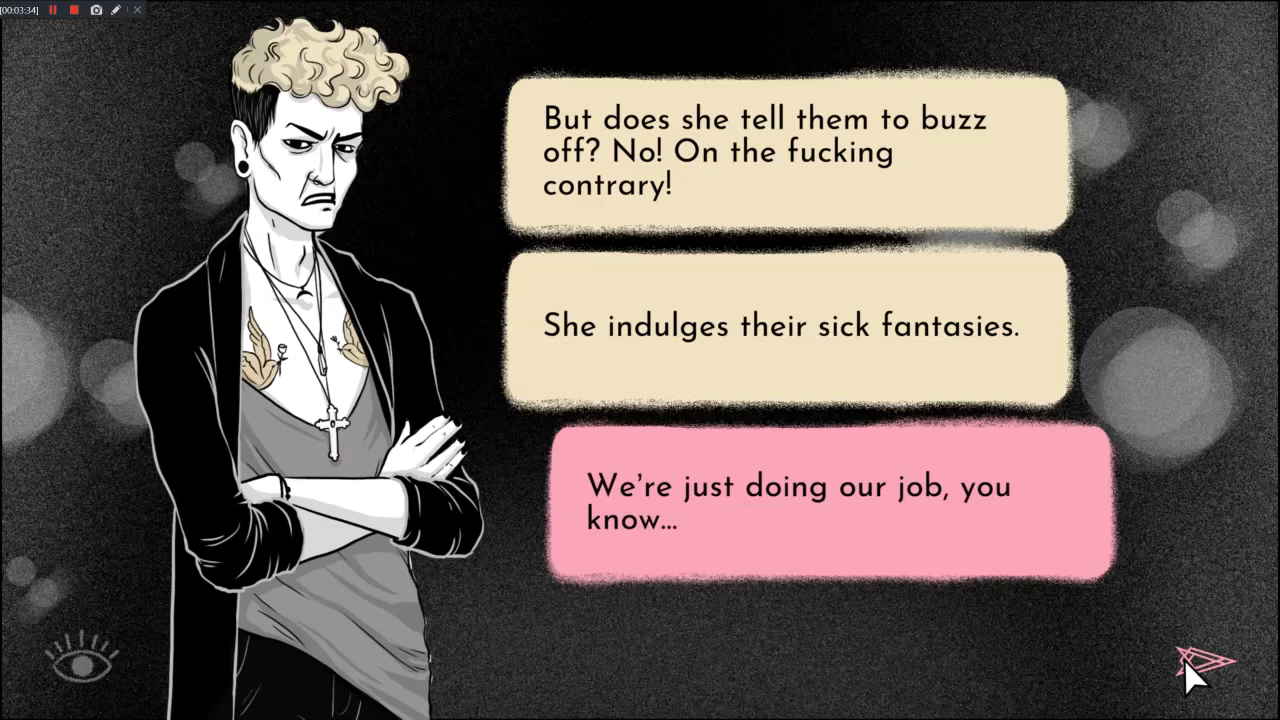 [00:03:34]
But does she tell them to buzz
off? No! On the fucking
contrary!
She indulges their sick fantasies.
We're just doing our job, you
know...